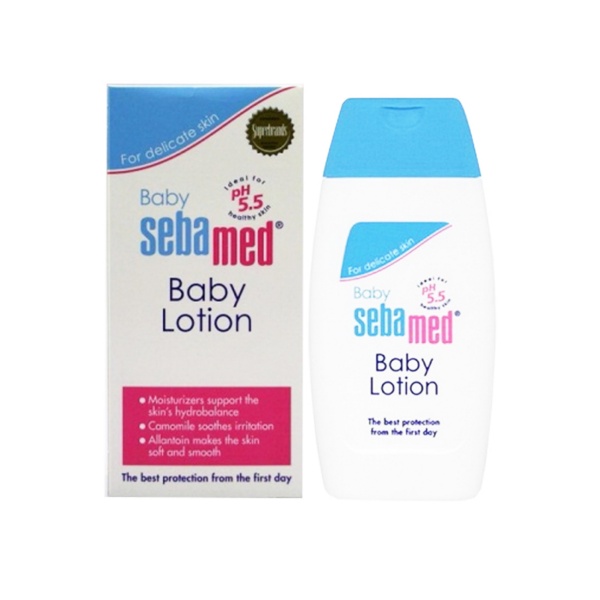 For delicate skin
Superbrands
Baby
ideal for
pH
5.5
healthy skin
sebamed®
Baby
Lotion
• Moisturizers support the
skin's hydrobalance
• Camomile soothes irritation
• Allantoin makes the skin
soft and smooth
The best protection from the first day
For delicate skin
Baby
ideal for
pH
5.5
healthy skin
sebamed®
Baby
Lotion
The best protection
from the first day